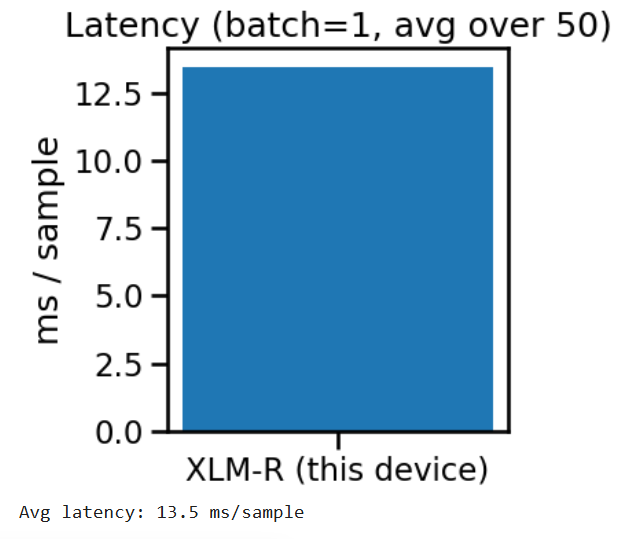 Latency (batch=1, avg over 50)
ms / sample
12.5
10.0
7.5
5.0
2.5
0.0
XLM-R (this device)
Avg latency: 13.5 ms/sample